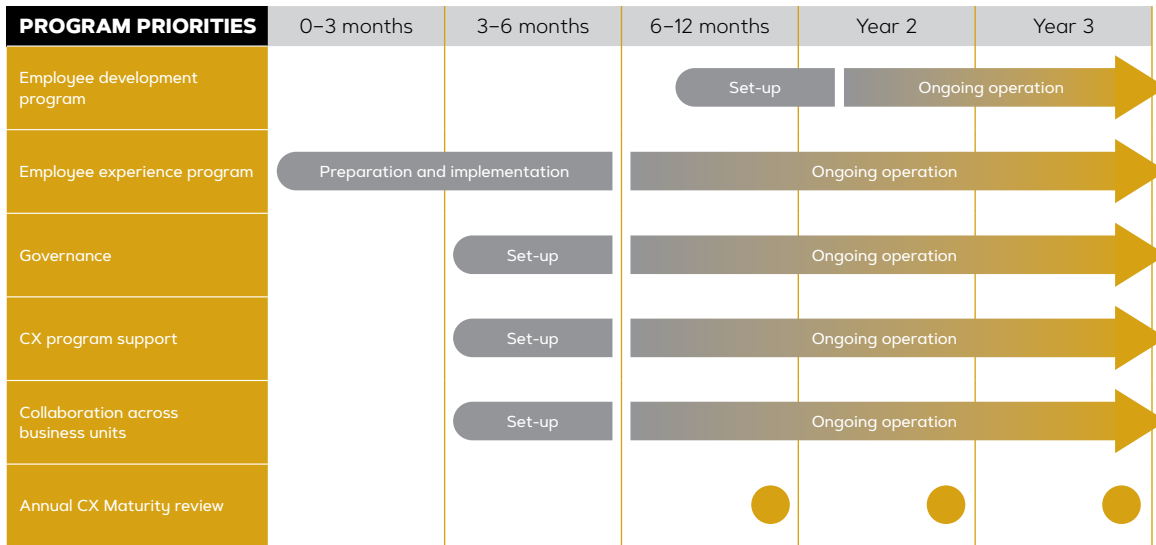 PROGRAM PRIORITIES
0–3 months
3–6 months
6–12 months
Year 2
Year 3
Employee development
program
Set-up
Ongoing operation
Employee experience program
Preparation and implementation
Ongoing operation
Governance
Set-up
Ongoing operation
CX program support
Set-up
Ongoing operation
Collaboration across
business units
Set-up
Ongoing operation
Annual CX Maturity review